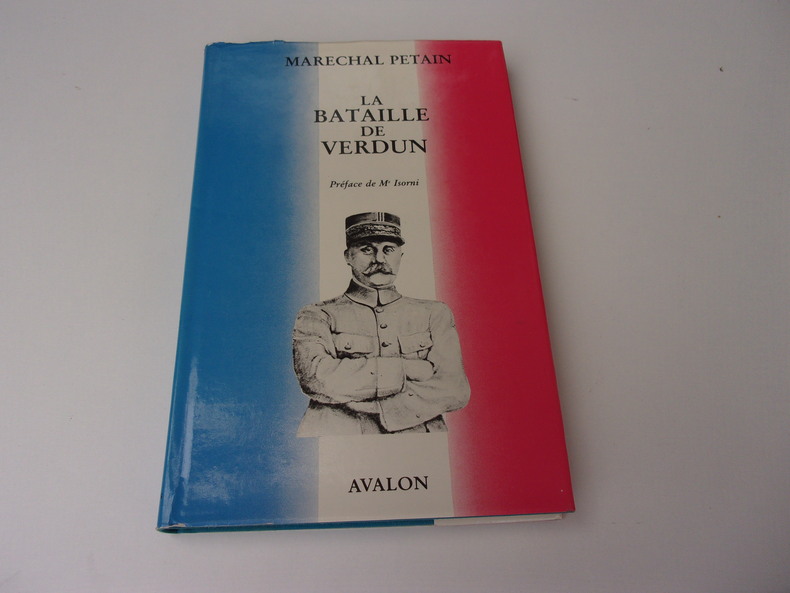 MARECHAL PETAIN
LA
BATAILLE
DE
VERDUN
Préface de Mᵉ Isorni
AVALON